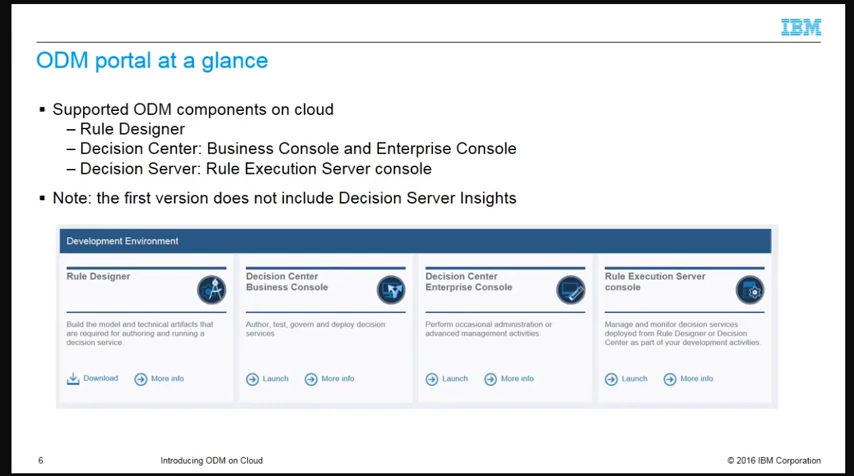 IBM
ODM portal at a glance
▪ Supported ODM components on cloud
– Rule Designer
– Decision Center: Business Console and Enterprise Console
– Decision Server: Rule Execution Server console
▪ Note: the first version does not include Decision Server Insights
Development Environment
Rule Designer
Build the model and technical artifacts that
are required for authoring and running a
decision service.
Download More info
Decision Center
Business Console
Author, test, govern and deploy decision
services
Launch More info
Decision Center
Enterprise Console
Perform occasional administration or
advanced management activities.
Launch More info
Rule Execution Server
console
Manage and monitor decision services
deployed from Rule Designer or Decision
Center as part of your development activities.
Launch More info
6 Introducing ODM on Cloud © 2016 IBM Corporation